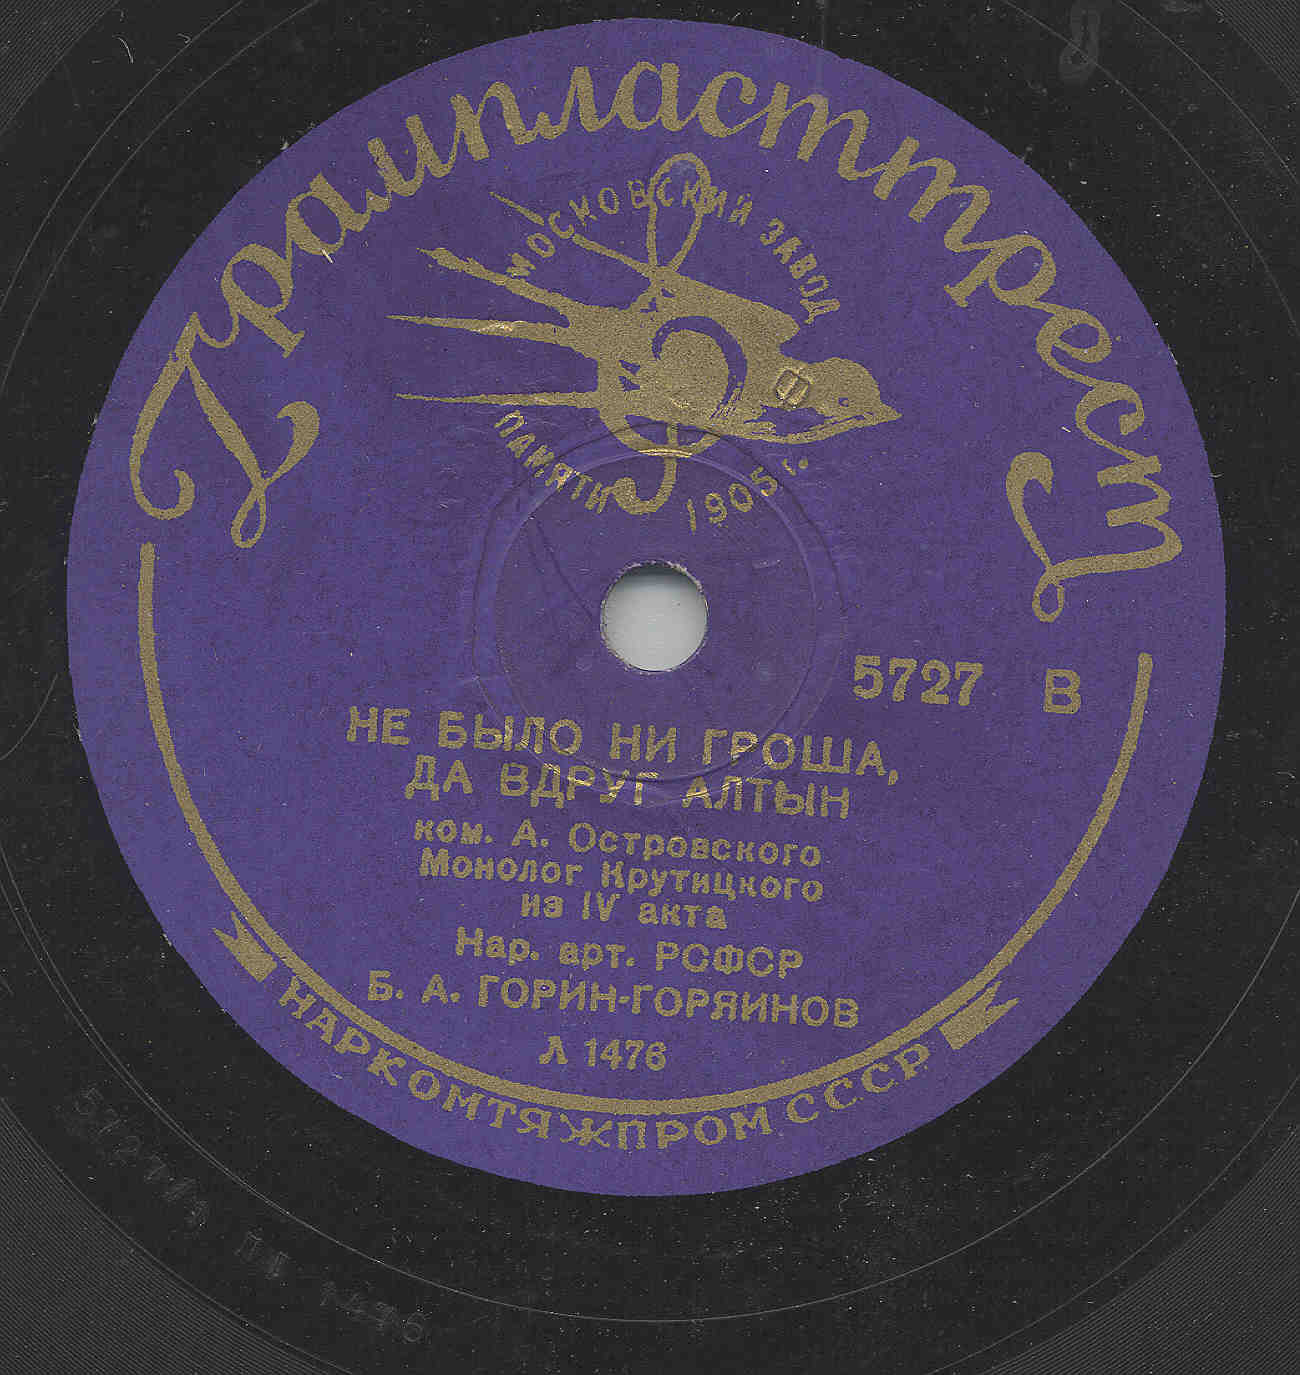 Грампласттрест
МОСКОВСКИЙ ЗАВОД
Ф
ПАМЯТИ 1905 г.
5727 В
НЕ БЫЛО НИ ГРОША,
ДА ВДРУГ АЛТЫН
ком. А. Островского
Монолог Крутицкого
из IV акта
Нар. арт. РСФСР
Б. А. ГОРИН-ГОРЯИНОВ
Л 1476
НАРКОМТЯЖПРОМ СССР